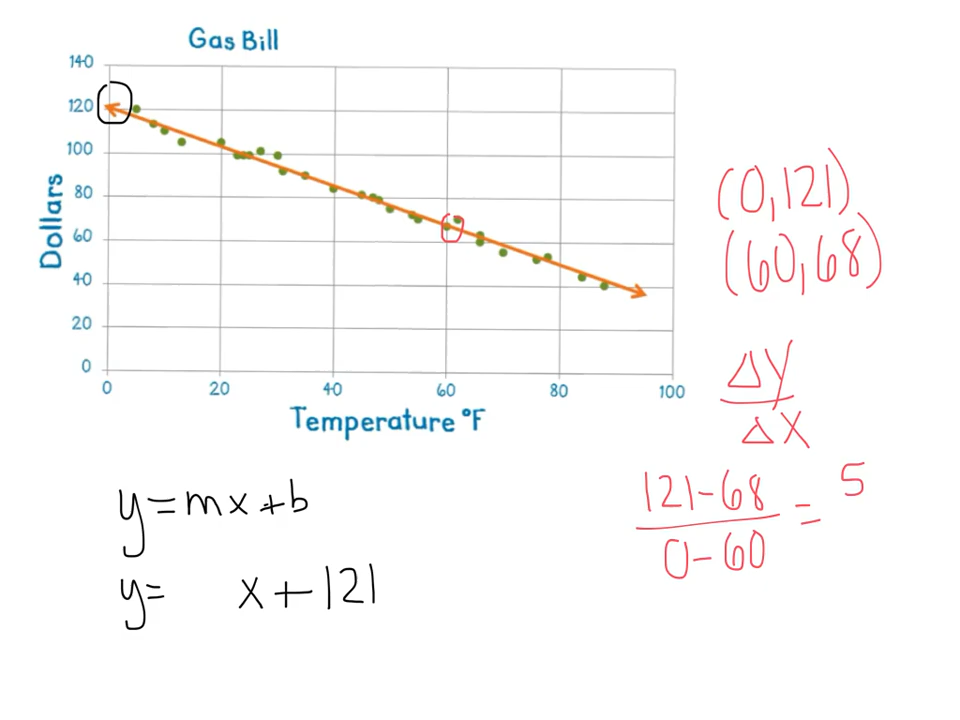 Gas Bill
140
120
100
80
60
40
20
0
Dollars
0 20 40 60 80 100
Temperature °F
(0,121)
(60,68)
Δy
Δx
121-68 = 5
0-60
y=mx+b
y= x+121